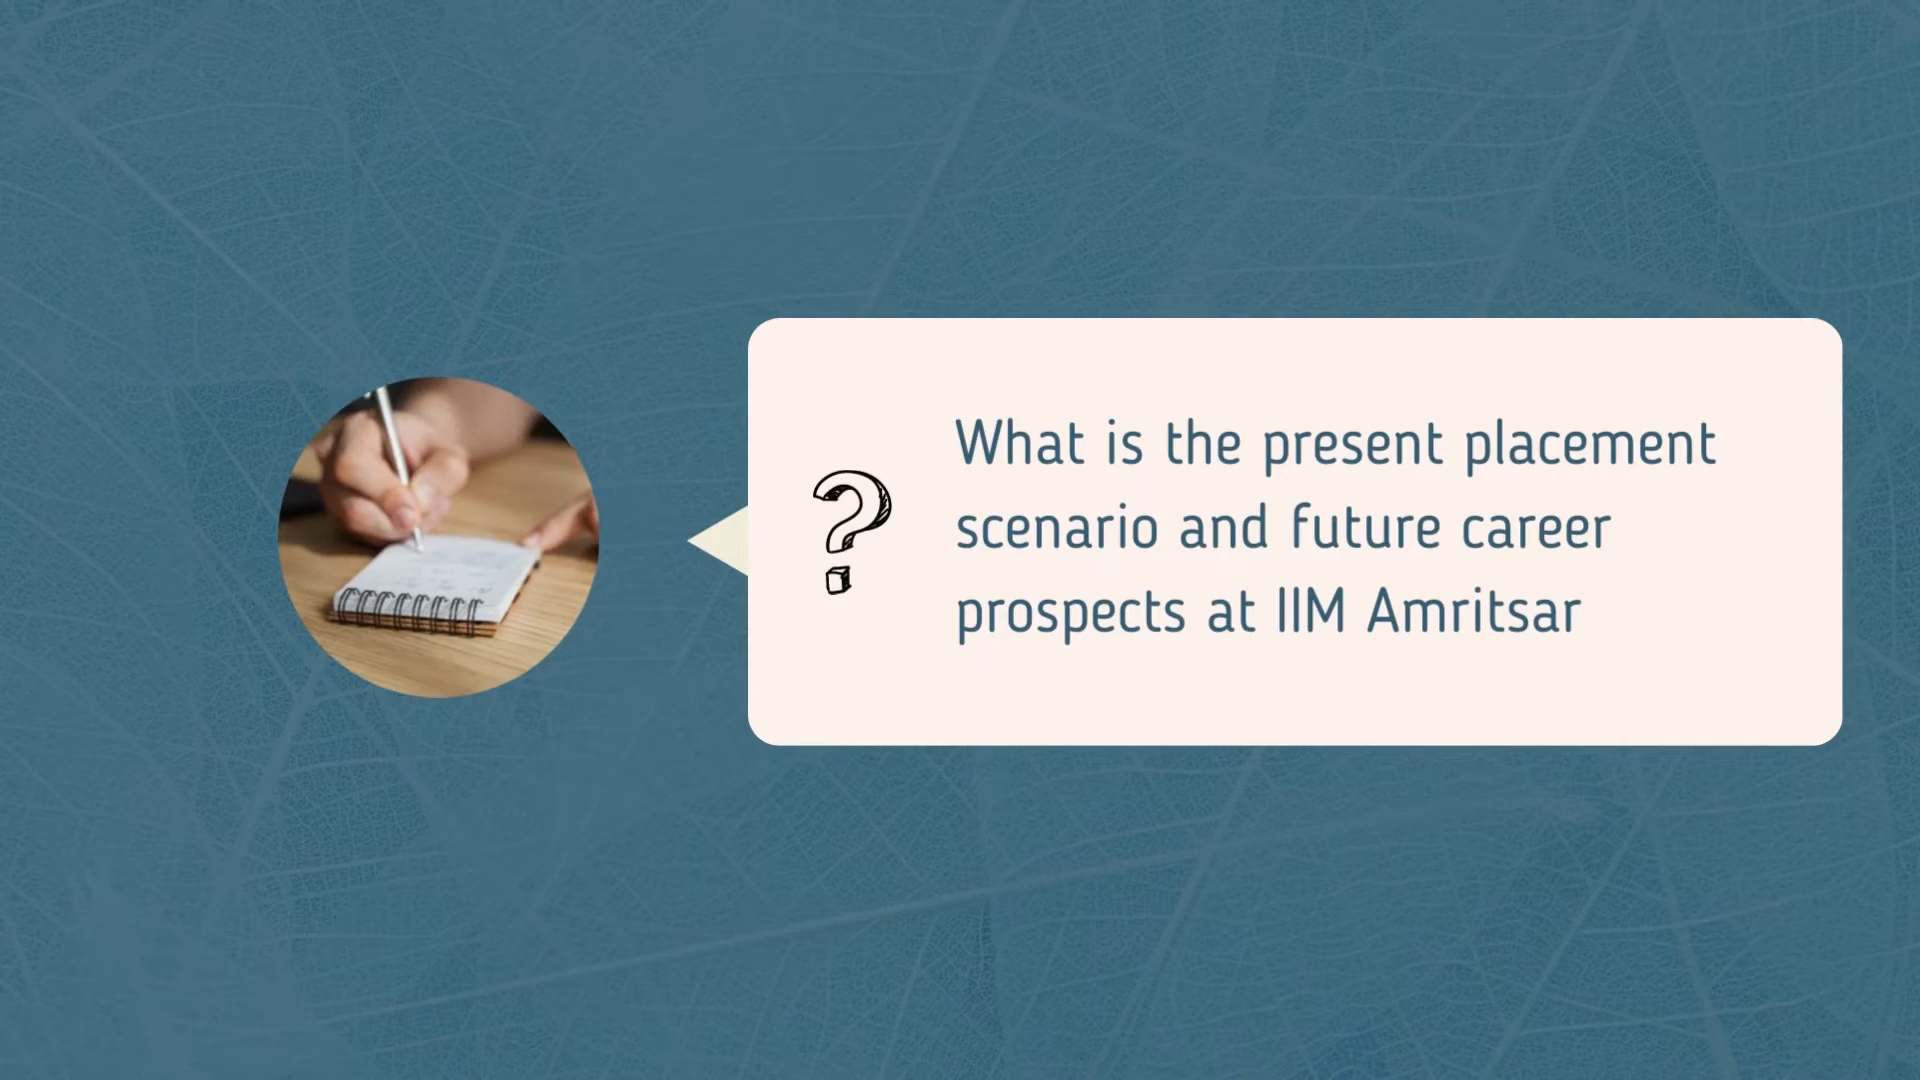 ?
What is the present placement
scenario and future career
prospects at IIM Amritsar